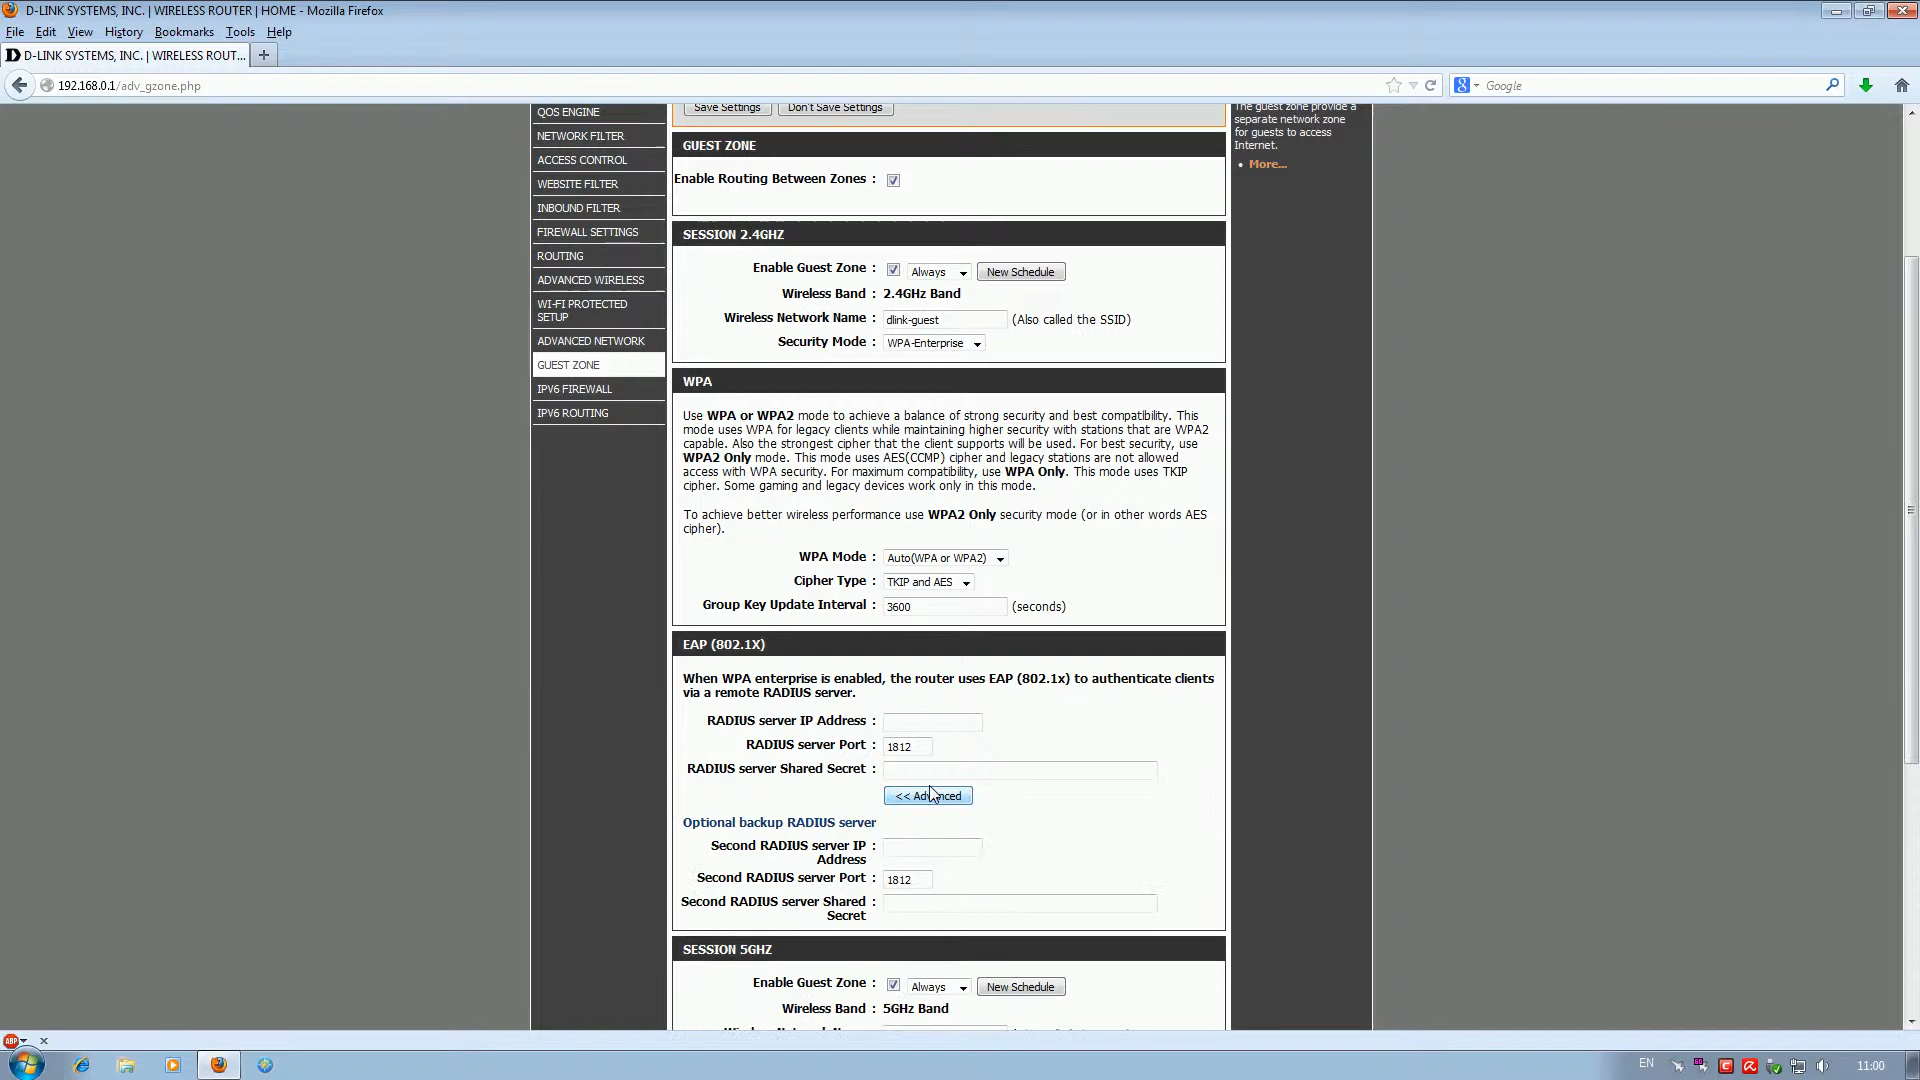 D-LINK SYSTEMS, INC. | WIRELESS ROUTER | HOME - Mozilla Firefox
File Edit View History Bookmarks Tools Help
D-LINK SYSTEMS, INC. | WIRELESS ROUT...
192.168.0.1/adv_gzone.php
Google
QOS ENGINE
NETWORK FILTER
ACCESS CONTROL
WEBSITE FILTER
INBOUND FILTER
FIREWALL SETTINGS
ROUTING
ADVANCED WIRELESS
WI-FI PROTECTED
SETUP
ADVANCED NETWORK
GUEST ZONE
IPV6 FIREWALL
IPV6 ROUTING
Save Settings Don't Save Settings
GUEST ZONE
Enable Routing Between Zones :
SESSION 2.4GHZ
Enable Guest Zone : Always New Schedule
Wireless Band : 2.4GHz Band
Wireless Network Name : dlink-guest (Also called the SSID)
Security Mode : WPA-Enterprise
WPA
Use WPA or WPA2 mode to achieve a balance of strong security and best compatibility. This
mode uses WPA for legacy clients while maintaining higher security with stations that are WPA2
capable. Also the strongest cipher that the client supports will be used. For best security, use
WPA2 Only mode. This mode uses AES(CCMP) cipher and legacy stations are not allowed
access with WPA security. For maximum compatibility, use WPA Only. This mode uses TKIP
cipher. Some gaming and legacy devices work only in this mode.
To achieve better wireless performance use WPA2 Only security mode (or in other words AES
cipher).
WPA Mode : Auto(WPA or WPA2)
Cipher Type : TKIP and AES
Group Key Update Interval : 3600 (seconds)
EAP (802.1X)
When WPA enterprise is enabled, the router uses EAP (802.1x) to authenticate clients
via a remote RADIUS server.
RADIUS server IP Address :
RADIUS server Port : 1812
RADIUS server Shared Secret :
<< Advanced
Optional backup RADIUS server
Second RADIUS server IP :
Address
Second RADIUS server Port : 1812
Second RADIUS server Shared :
Secret
SESSION 5GHZ
Enable Guest Zone : Always New Schedule
Wireless Band : 5GHz Band
The guest zone provide a
separate network zone
for guests to access
Internet.
• More...
ABP
EN
11:00